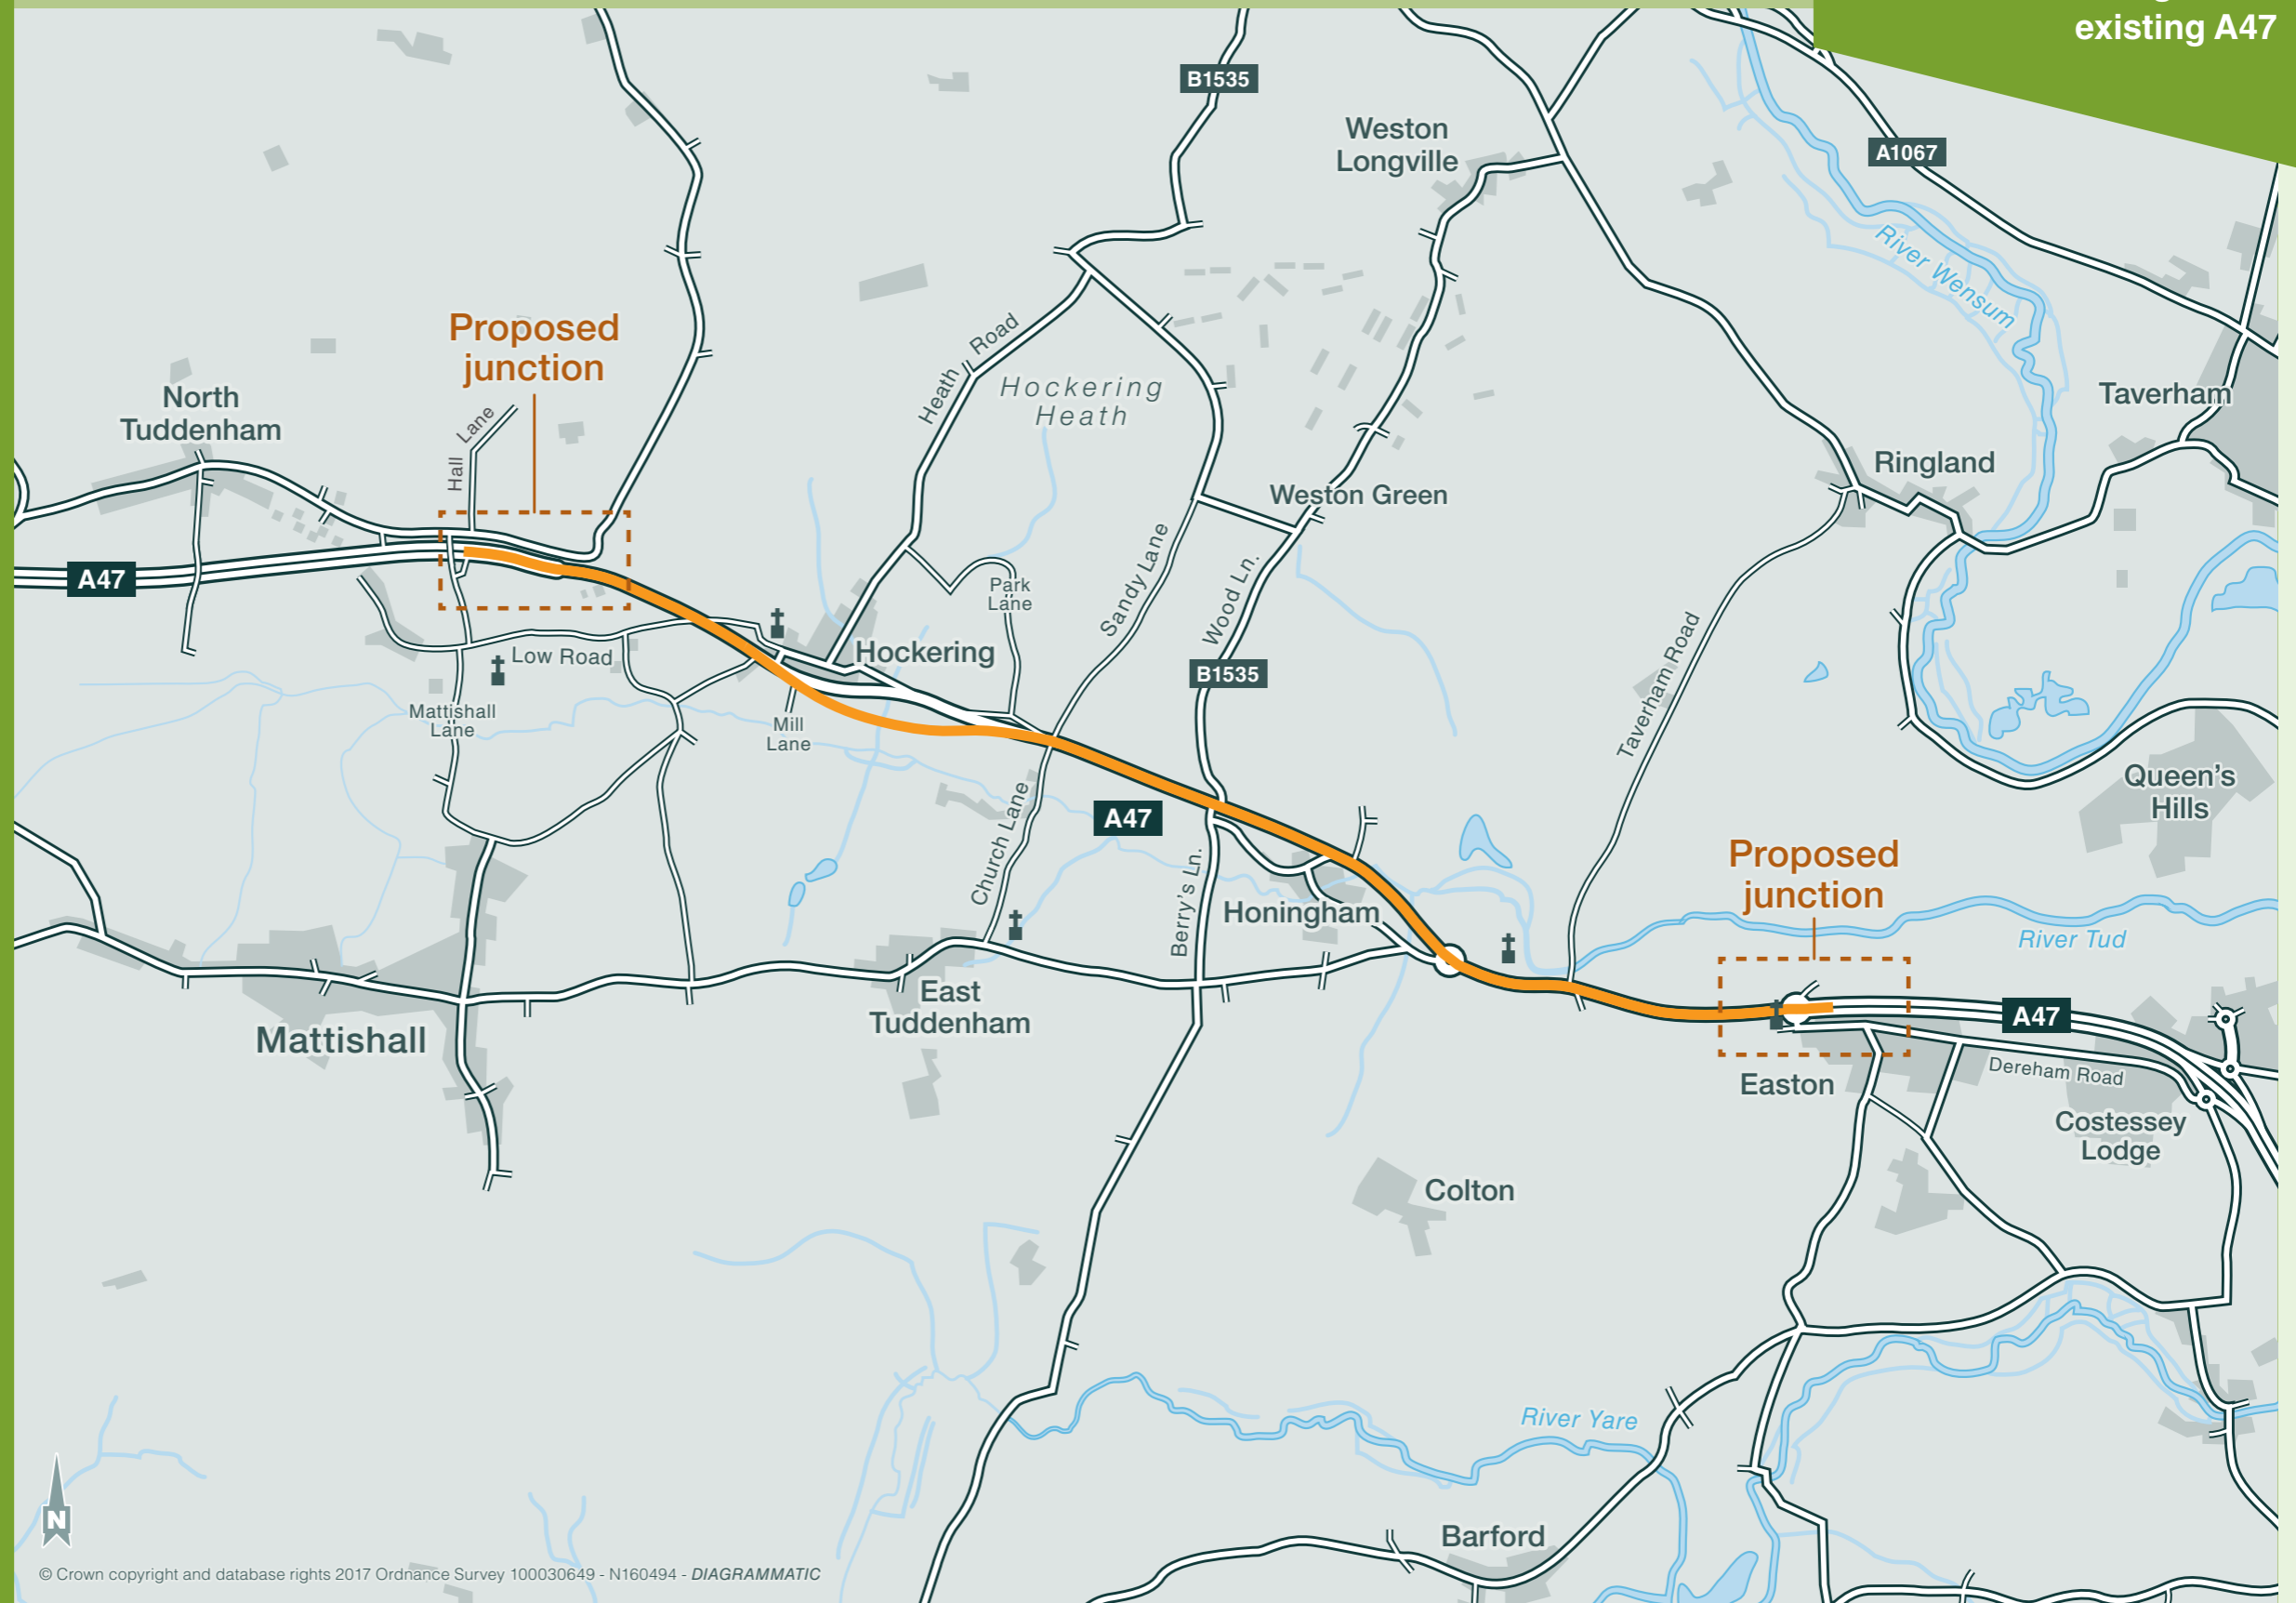 existing A47
B1535
Weston
Longville
A1067
River Wensum
Proposed
junction
Heath Road
Hockering
Heath
North
Tuddenham
Hall Lane
Taverham
Ringland
Weston Green
A47
Park
Lane
Sandy Lane
Wood Ln.
Low Road
Hockering
B1535
Taverham Road
Mattishall
Lane
Mill
Lane
Queen's
Hills
A47
Church Lane
Berry's Ln.
Honingham
Proposed
junction
River Tud
East
Tuddenham
Mattishall
A47
Easton
Dereham Road
Costessey
Lodge
Colton
River Yare
Barford
N
© Crown copyright and database rights 2017 Ordnance Survey 100030649 - N160494 - DIAGRAMMATIC